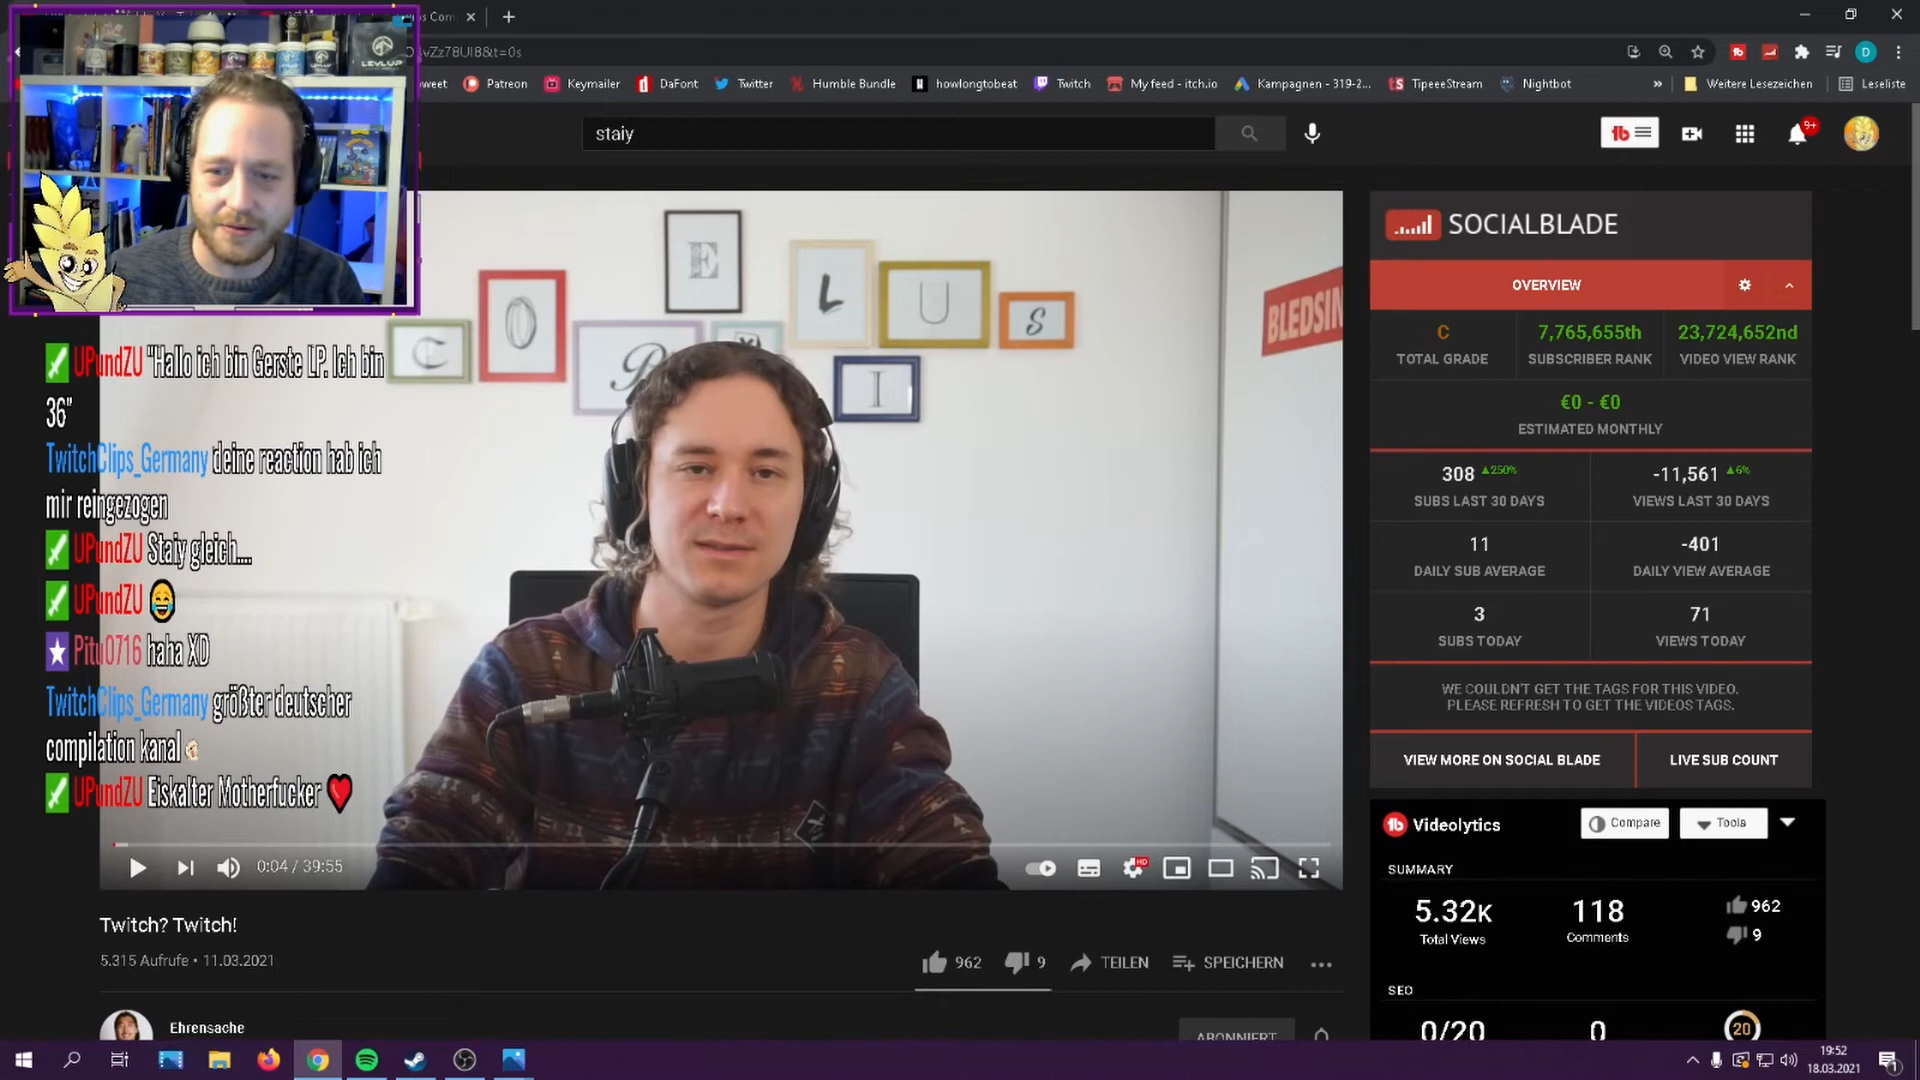 LEVLUP
vZz78UI8&t=0s
weet
Patreon
Keymailer
DaFont
Twitter
Humble Bundle
howlongtobeat
Twitch
My feed - itch.io
Kampagnen - 319-2...
TipeeeStream
Nightbot
»
Weitere Lesezeichen
Leseliste
staiy
9+
D
C O E L U S
P I
BLEDSIN
UPundZU "Hallo ich bin Gerste LP. Ich bin
36"
TwitchClips_Germany deine reaction hab ich
mir reingezogen
UPundZU Staiy gleich....
UPundZU 😂
Pitu0716 haha XD
TwitchClips_Germany größter deutscher
compilation kanal
UPundZU Eiskalter Motherfucker ❤
0:04 / 39:55
HD
Twitch? Twitch!
5.315 Aufrufe • 11.03.2021
962
9
TEILEN
SPEICHERN
Ehrensache
ABONNIERT
SOCIALBLADE
OVERVIEW
C
7,765,655th
23,724,652nd
TOTAL GRADE
SUBSCRIBER RANK
VIDEO VIEW RANK
€0 - €0
ESTIMATED MONTHLY
308 ▲250%
-11,561 ▲6%
SUBS LAST 30 DAYS
VIEWS LAST 30 DAYS
11
-401
DAILY SUB AVERAGE
DAILY VIEW AVERAGE
3
71
SUBS TODAY
VIEWS TODAY
WE COULDN'T GET THE TAGS FOR THIS VIDEO.
PLEASE REFRESH TO GET THE VIDEOS TAGS.
VIEW MORE ON SOCIAL BLADE
LIVE SUB COUNT
tb Videolytics
Compare
Tools
SUMMARY
5.32K
118
962
Total Views
Comments
9
SEO
0/20
0
20
19:52
18.03.2021
1